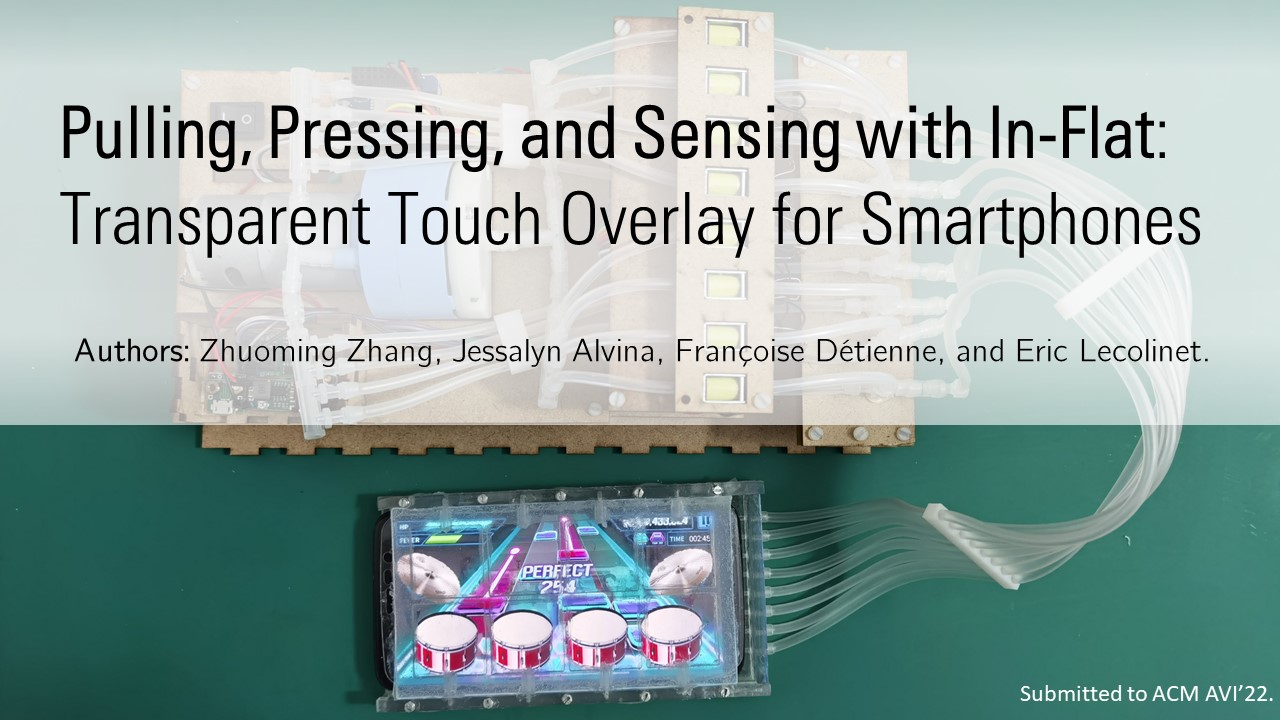 Pulling, Pressing, and Sensing with In-Flat:
Transparent Touch Overlay for Smartphones
Authors: Zhuoming Zhang, Jessalyn Alvina, Françoise Détienne, and Eric Lecolinet.
HP
FEVER
TIME 002:45
PERFECT
254
Submitted to ACM AVI'22.